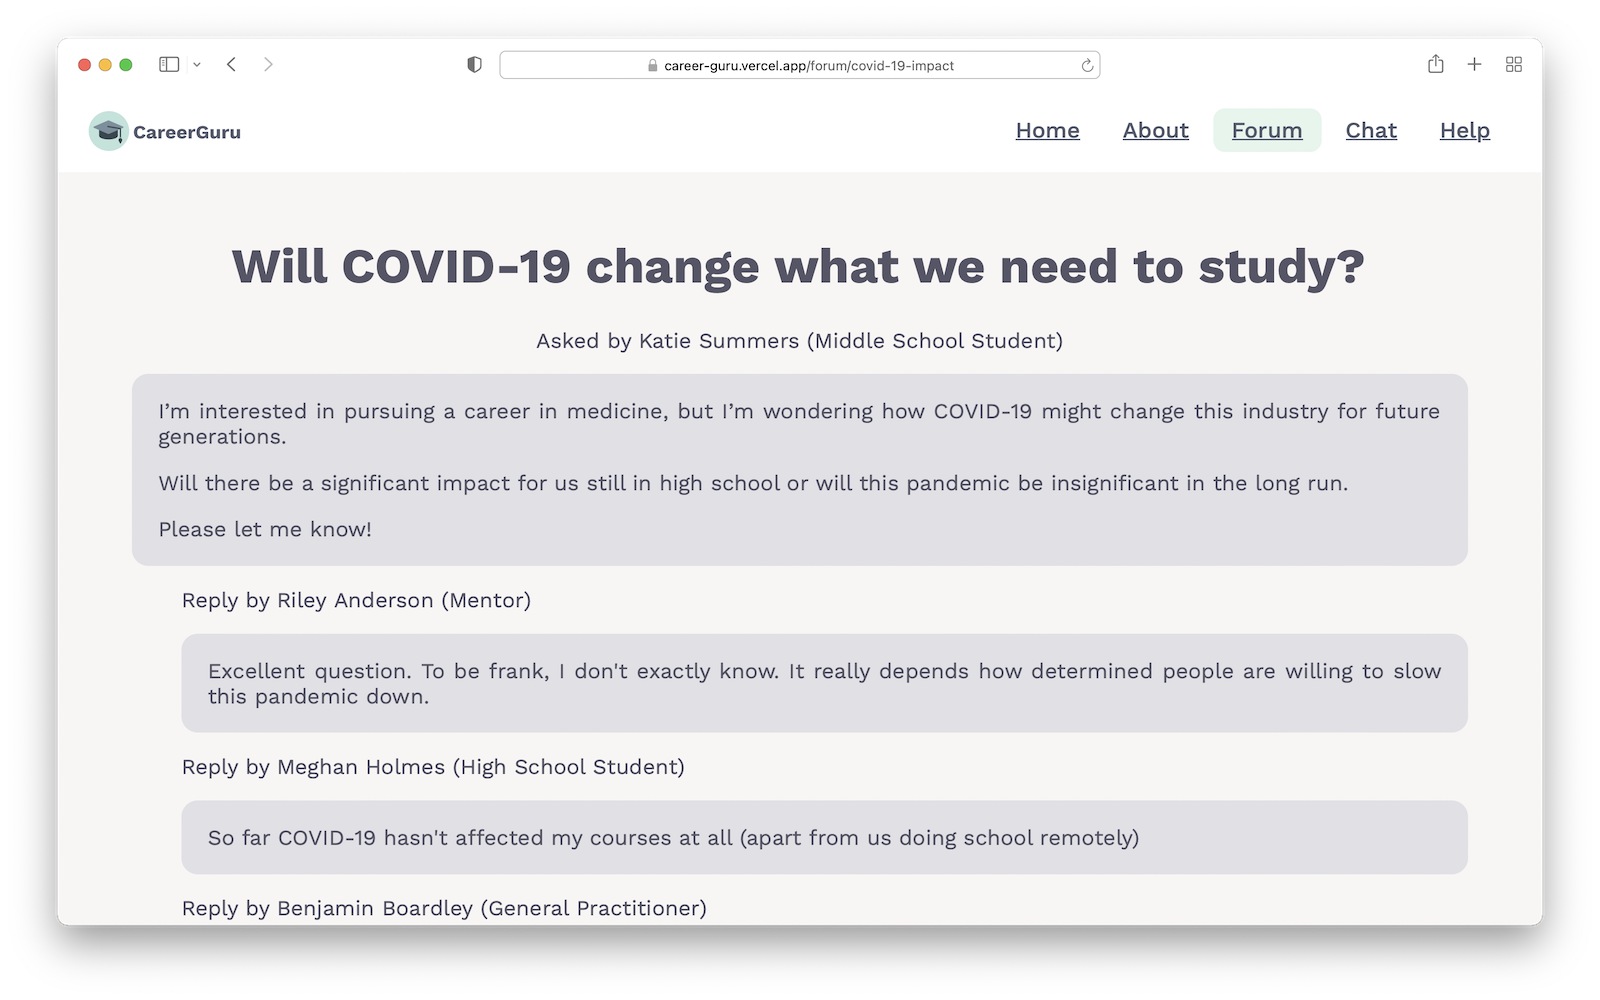 career-guru.vercel.app/forum/covid-19-impact
CareerGuru
Home About Forum Chat Help
Will COVID-19 change what we need to study?
Asked by Katie Summers (Middle School Student)
I’m interested in pursuing a career in medicine, but I’m wondering how COVID-19 might change this industry for future
generations.
Will there be a significant impact for us still in high school or will this pandemic be insignificant in the long run.
Please let me know!
Reply by Riley Anderson (Mentor)
Excellent question. To be frank, I don't exactly know. It really depends how determined people are willing to slow
this pandemic down.
Reply by Meghan Holmes (High School Student)
So far COVID-19 hasn't affected my courses at all (apart from us doing school remotely)
Reply by Benjamin Boardley (General Practitioner)